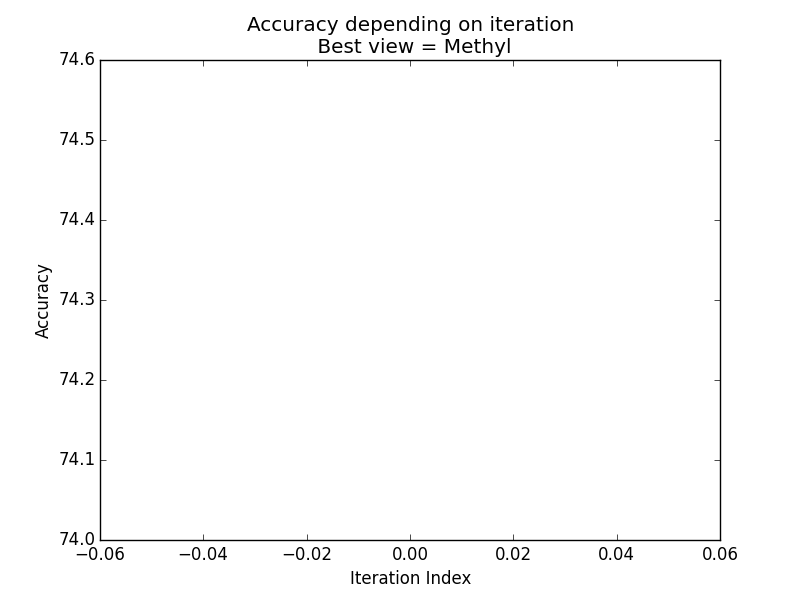 Accuracy depending on iteration
Best view = Methyl
74.6
74.5
74.4
74.3
74.2
74.1
74.0
Accuracy
−0.06 −0.04 −0.02 0.00 0.02 0.04 0.06
Iteration Index